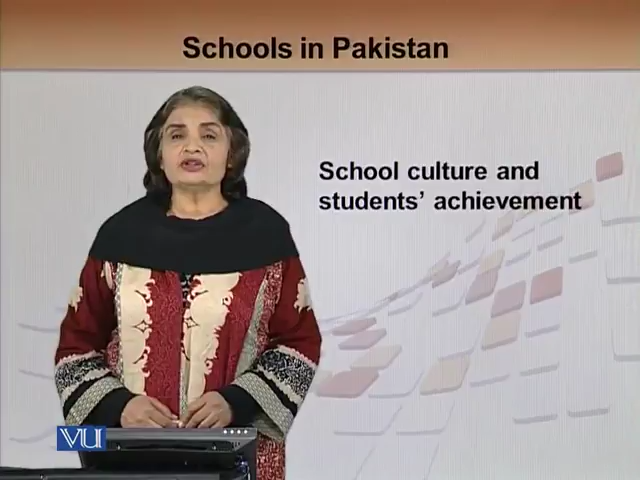 Schools in Pakistan
School culture and
students’ achievement
VU